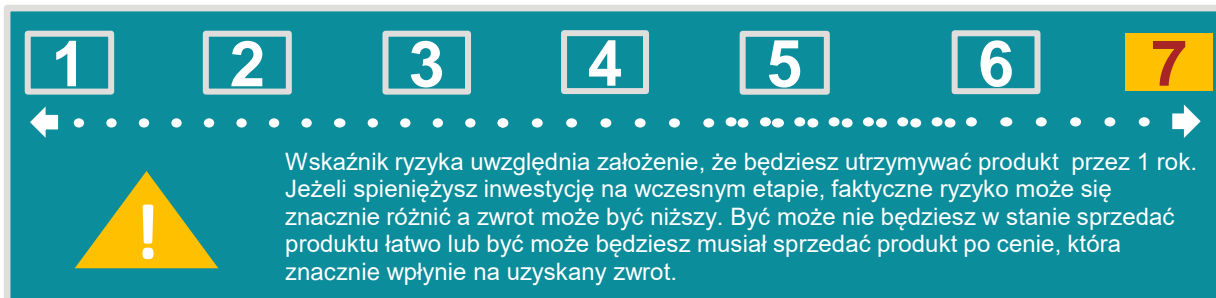 1 2 3 4 5 6 7
!
Wskaźnik ryzyka uwzględnia założenie, że będziesz utrzymywać produkt przez 1 rok.
Jeżeli spieniężysz inwestycję na wczesnym etapie, faktyczne ryzyko może się
znacznie różnić a zwrot może być niższy. Być może nie będziesz w stanie sprzedać
produktu łatwo lub być może będziesz musiał sprzedać produkt po cenie, która
znacznie wpłynie na uzyskany zwrot.